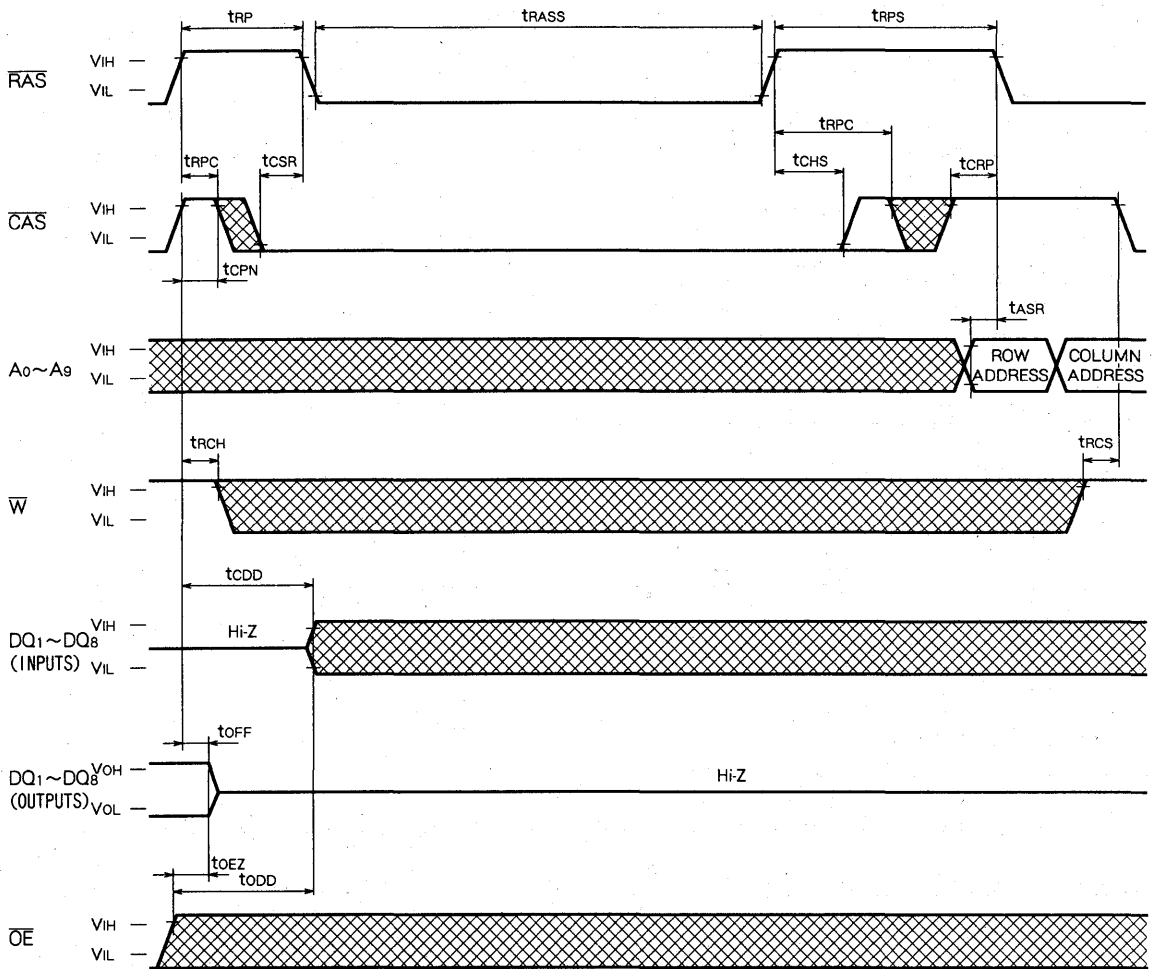 tRP tRASS tRPS
RAS VIH
VIL
tRPC
tRPC tCSR tCHS tCRP
CAS VIH
VIL
tCPN
tASR
A0~A9 VIH
VIL
ROW ADDRESS
COLUMN ADDRESS
tRCH tRCS
W VIH
VIL
tCDD
DQ1~DQ8 (INPUTS) VIH
VIL
Hi-Z
tOFF
DQ1~DQ8 (OUTPUTS) VOH
VOL
Hi-Z
tOEZ
tODD
OE VIH
VIL